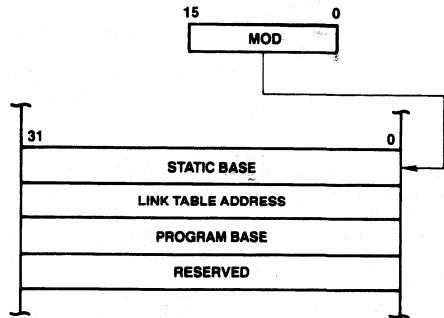 15 0
MOD
31 0
STATIC BASE
LINK TABLE ADDRESS
PROGRAM BASE
RESERVED